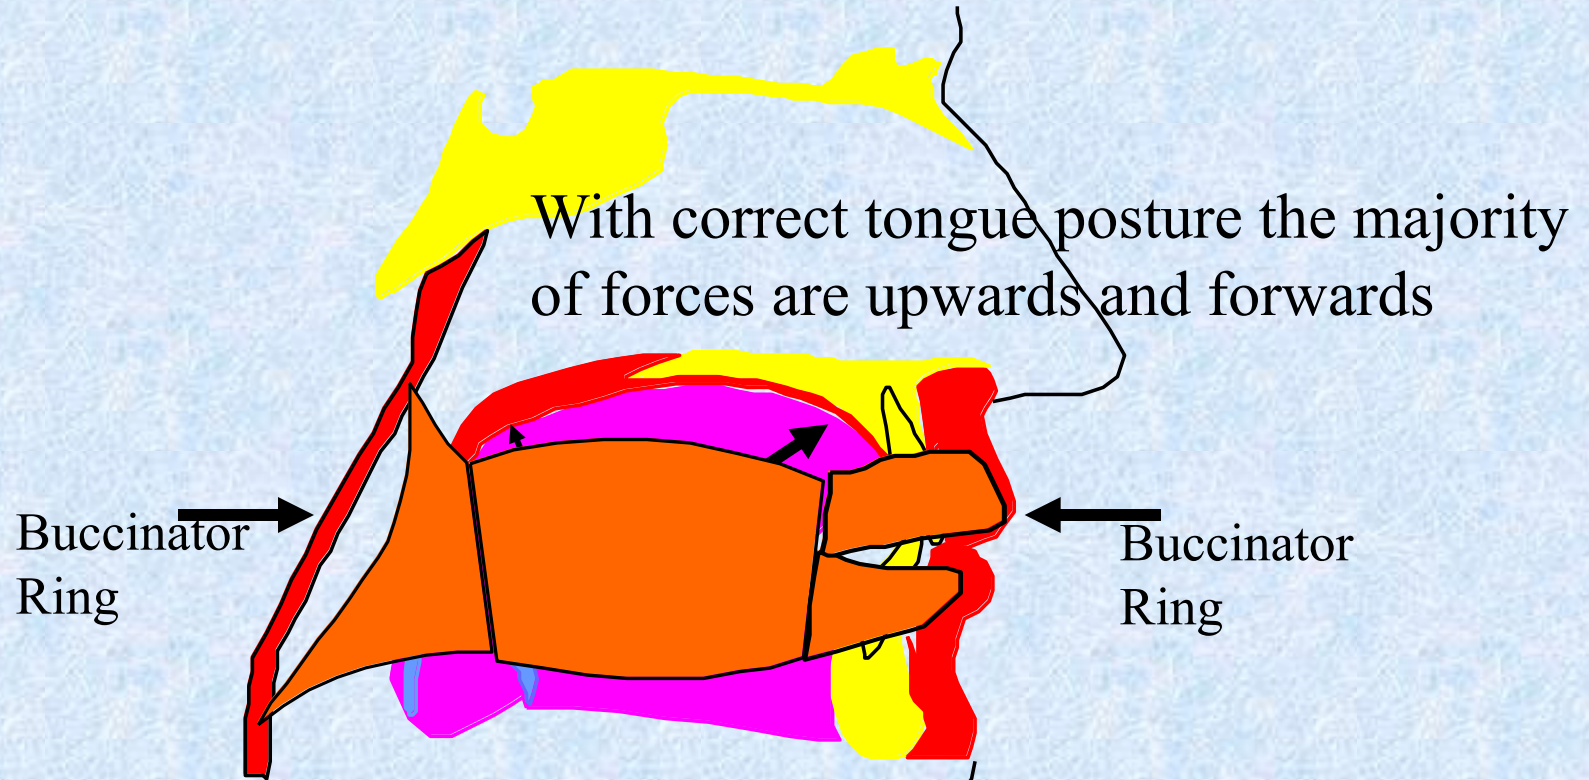 With correct tongue posture the majority
of forces are upwards and forwards
Buccinator
Ring
Buccinator
Ring